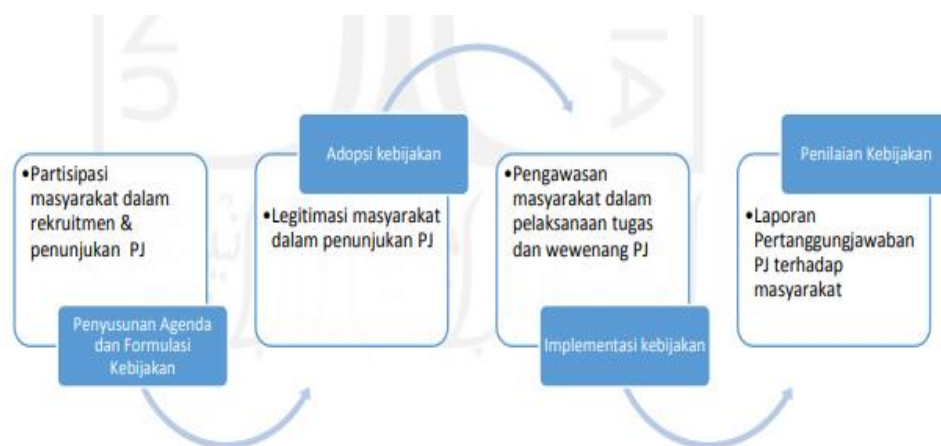 •Partisipasi
masyarakat dalam
rekruitmen &
penunjukan PJ
Penyusunan Agenda
dan Formulasi
Kebijakan
Adopsi kebijakan
•Legitimasi masyarakat
dalam penunjukan PJ
•Pengawasan
masyarakat dalam
pelaksanaan tugas
dan wewenang PJ
Implementasi kebijakan
Penilaian Kebijakan
•Laporan
Pertanggungjawaban
PJ terhadap
masyarakat